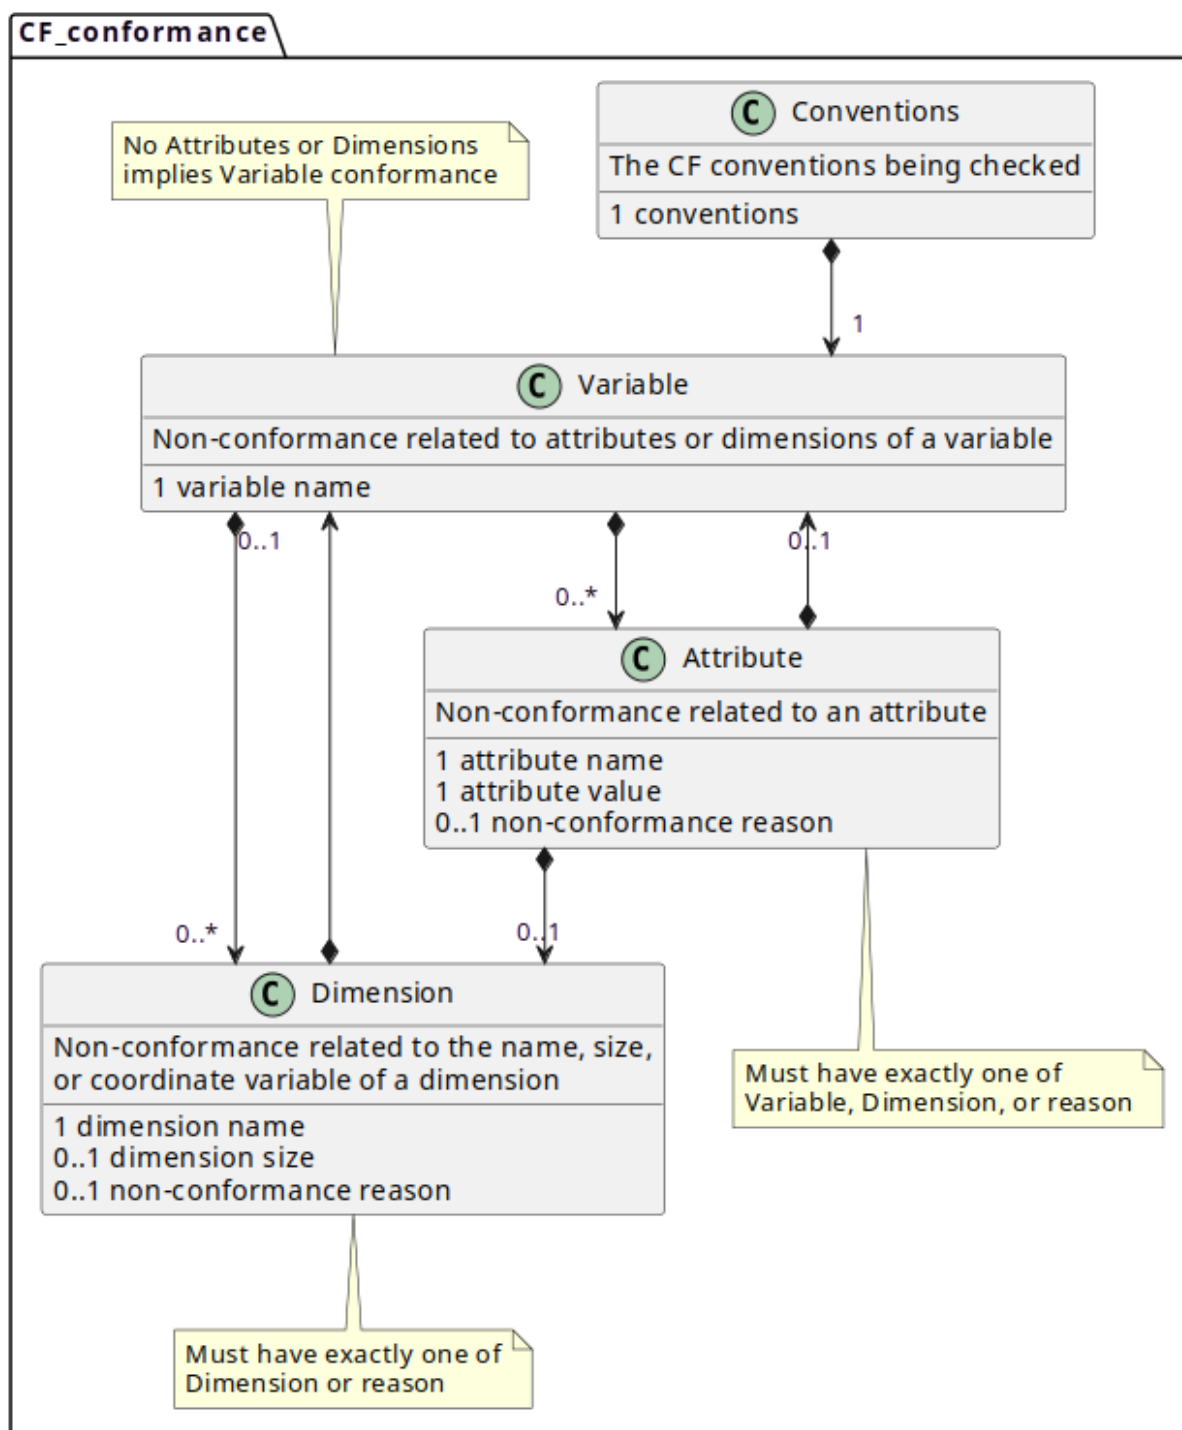 CF_conformance
C Conventions
The CF conventions being checked
1 conventions
No Attributes or Dimensions
implies Variable conformance
1
C Variable
Non-conformance related to attributes or dimensions of a variable
1 variable name
0..1
0..1
0..*
C Attribute
Non-conformance related to an attribute
1 attribute name
1 attribute value
0..1 non-conformance reason
0..*
0..1
C Dimension
Non-conformance related to the name, size,
or coordinate variable of a dimension
1 dimension name
0..1 dimension size
0..1 non-conformance reason
Must have exactly one of
Variable, Dimension, or reason
Must have exactly one of
Dimension or reason